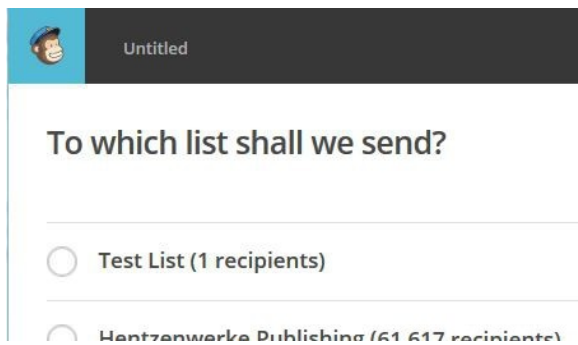 Untitled
To which list shall we send?
Test List (1 recipients)
Hentzenwerke Publishing (61,617 recipients)